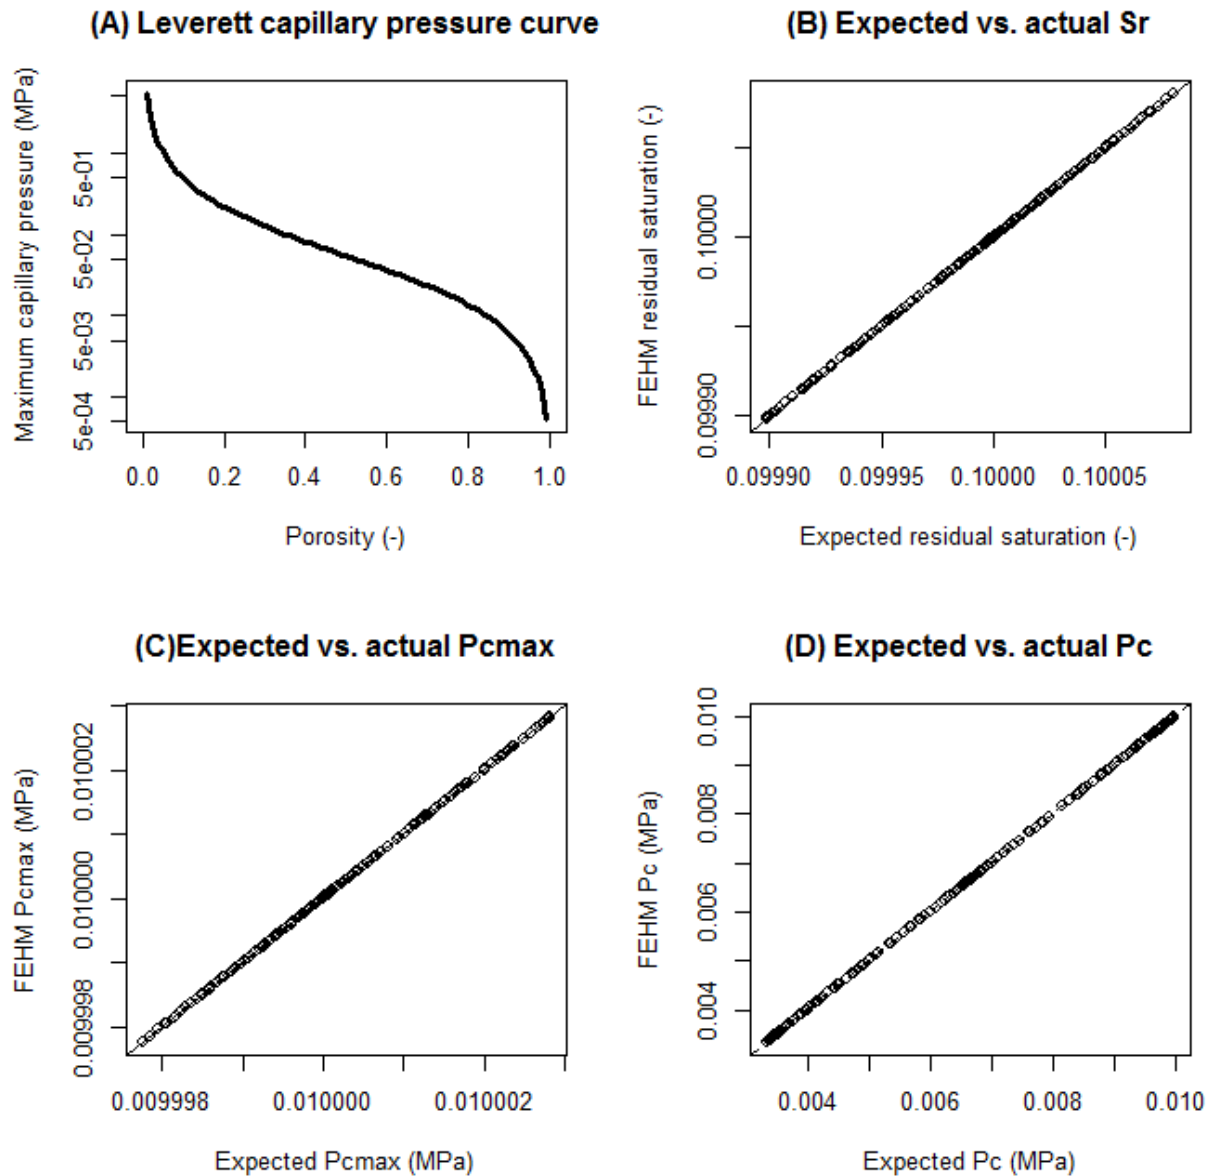 (A) Leverett capillary pressure curve
Maximum capillary pressure (MPa)
5e-01
5e-02
5e-03
5e-04
0.0 0.2 0.4 0.6 0.8 1.0
Porosity (-)
(B) Expected vs. actual Sr
FEHM residual saturation (-)
0.10000
0.09990
0.09990 0.09995 0.10000 0.10005
Expected residual saturation (-)
(C)Expected vs. actual Pcmax
FEHM Pcmax (MPa)
0.010002
0.010000
0.009998
0.009998 0.010000 0.010002
Expected Pcmax (MPa)
(D) Expected vs. actual Pc
FEHM Pc (MPa)
0.010
0.008
0.006
0.004
0.004 0.006 0.008 0.010
Expected Pc (MPa)